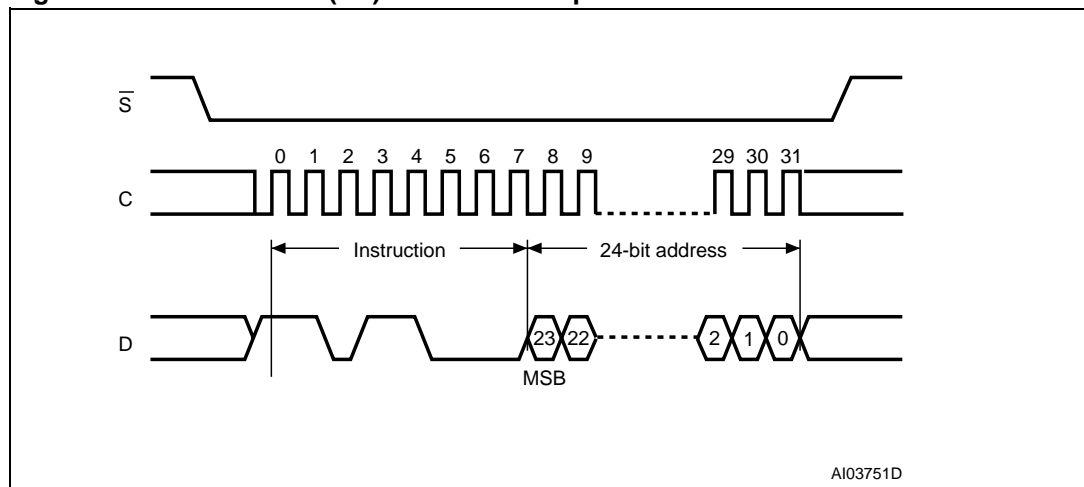 S
0 1 2 3 4 5 6 7 8 9 29 30 31
C
Instruction 24-bit address
D 23 22 2 1 0
MSB
AI03751D